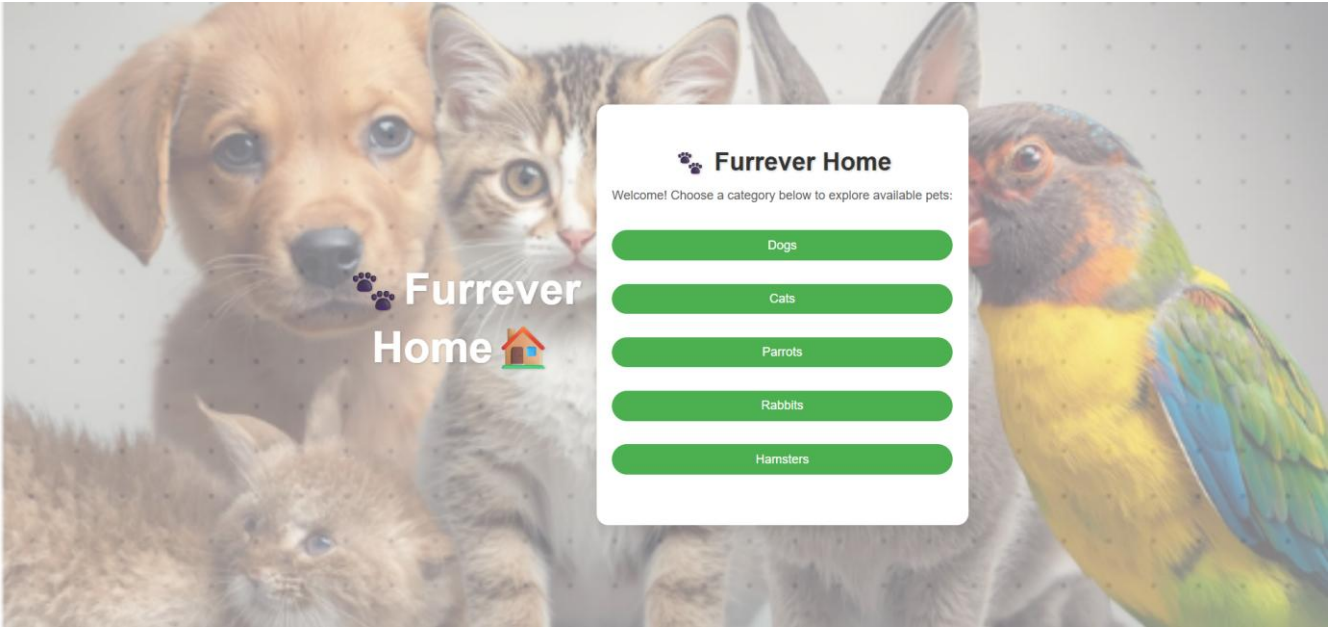 🐾 Furrever
Home 🏠
🐾 Furrever Home
Welcome! Choose a category below to explore available pets:
Dogs
Cats
Parrots
Rabbits
Hamsters